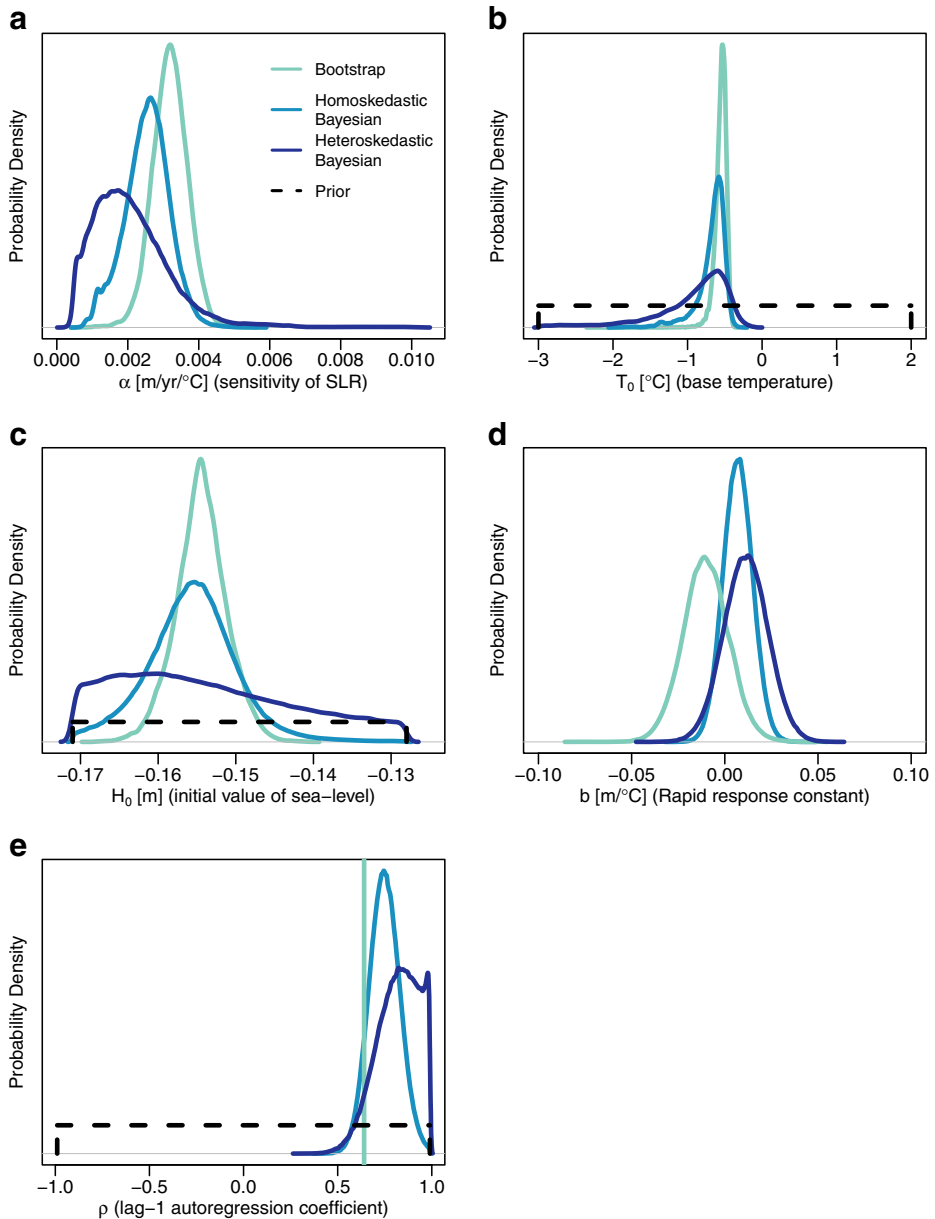 a
Probability Density
Bootstrap
Homoskedastic
Bayesian
Heteroskedastic
Bayesian
Prior
0.000 0.002 0.004 0.006 0.008 0.010
α [m/yr/°C] (sensitivity of SLR)
b
Probability Density
−3 −2 −1 0 1 2
T₀ [°C] (base temperature)
c
Probability Density
−0.17 −0.16 −0.15 −0.14 −0.13
H₀ [m] (initial value of sea−level)
d
Probability Density
−0.10 −0.05 0.00 0.05 0.10
b [m/°C] (Rapid response constant)
e
Probability Density
−1.0 −0.5 0.0 0.5 1.0
ρ (lag−1 autoregression coefficient)